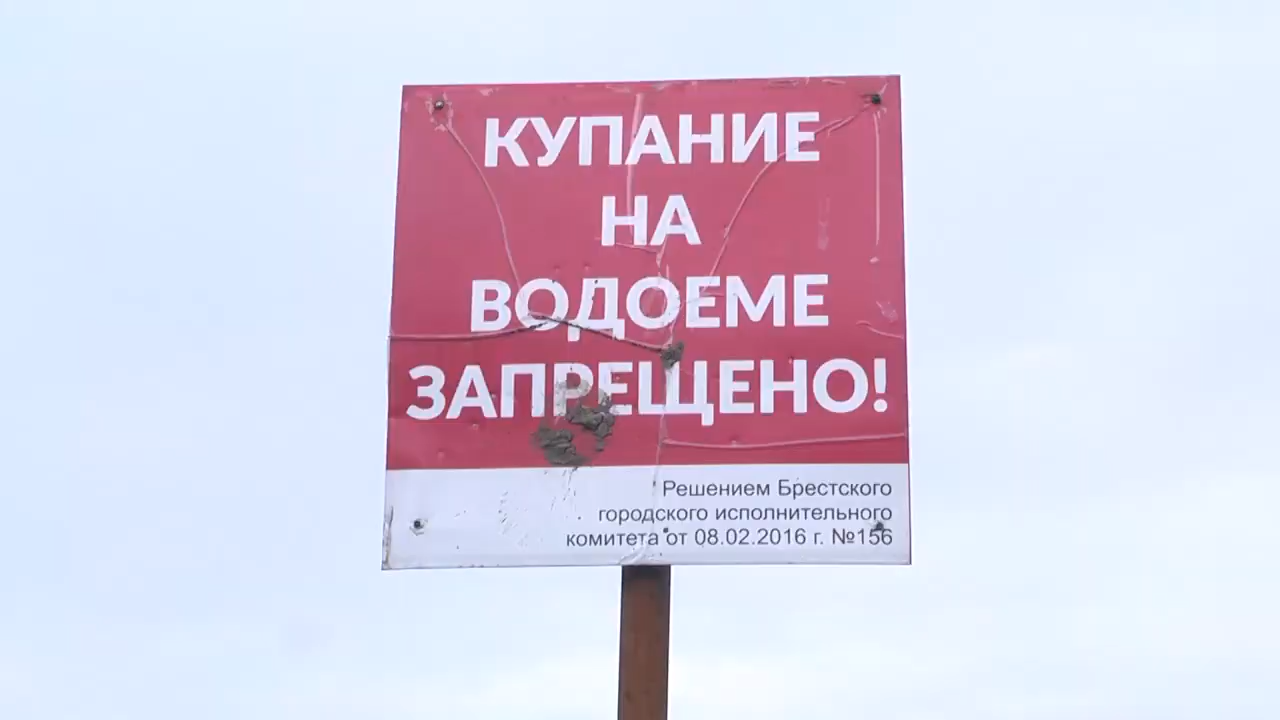 КУПАНИЕ
НА
ВОДОЕМЕ
ЗАПРЕЩЕНО!
Решением Брестского
городского исполнительного
комитета от 08.02.2016 г. №156